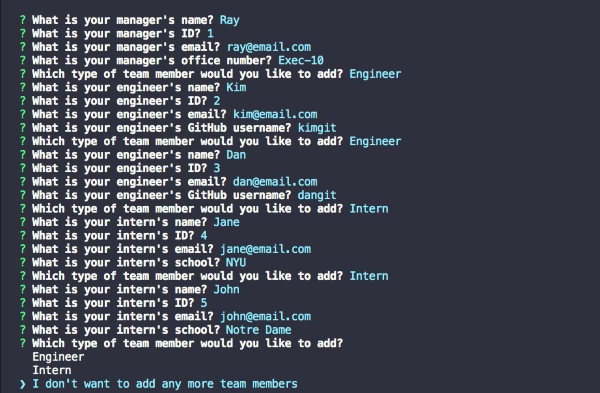 ? What is your manager's name? Ray
? What is your manager's ID? 1
? What is your manager's email? ray@email.com
? What is your manager's office number? Exec-10
? Which type of team member would you like to add? Engineer
? What is your engineer's name? Kim
? What is your engineer's ID? 2
? What is your engineer's email? kim@email.com
? What is your engineer's GitHub username? kimgit
? Which type of team member would you like to add? Engineer
? What is your engineer's name? Dan
? What is your engineer's ID? 3
? What is your engineer's email? dan@email.com
? What is your engineer's GitHub username? dangit
? Which type of team member would you like to add? Intern
? What is your intern's name? Jane
? What is your intern's ID? 4
? What is your intern's email? jane@email.com
? What is your intern's school? NYU
? Which type of team member would you like to add? Intern
? What is your intern's name? John
? What is your intern's ID? 5
? What is your intern's email? john@email.com
? What is your intern's school? Notre Dame
? Which type of team member would you like to add?
Engineer
Intern
❯ I don't want to add any more team members